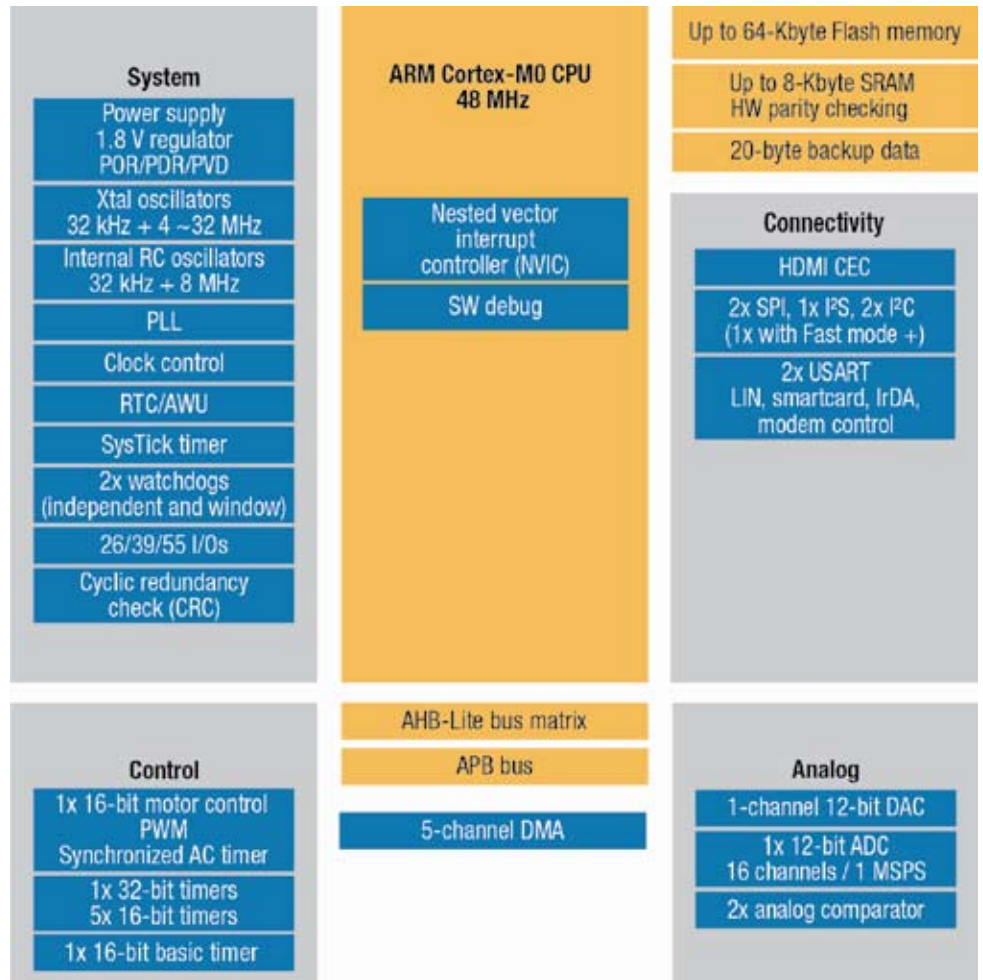 System
Power supply
1.8 V regulator
POR/PDR/PVD
Xtal oscillators
32 kHz + 4 ~32 MHz
Internal RC oscillators
32 kHz + 8 MHz
PLL
Clock control
RTC/AWU
SysTick timer
2x watchdogs
(independent and window)
26/39/55 I/Os
Cyclic redundancy
check (CRC)
ARM Cortex-M0 CPU
48 MHz
Nested vector
interrupt
controller (NVIC)
SW debug
Up to 64-Kbyte Flash memory
Up to 8-Kbyte SRAM
HW parity checking
20-byte backup data
Connectivity
HDMI CEC
2x SPI, 1x I²S, 2x I²C
(1x with Fast mode +)
2x USART
LIN, smartcard, IrDA,
modem control
Control
1x 16-bit motor control
PWM
Synchronized AC timer
1x 32-bit timers
5x 16-bit timers
1x 16-bit basic timer
AHB-Lite bus matrix
APB bus
5-channel DMA
Analog
1-channel 12-bit DAC
1x 12-bit ADC
16 channels / 1 MSPS
2x analog comparator